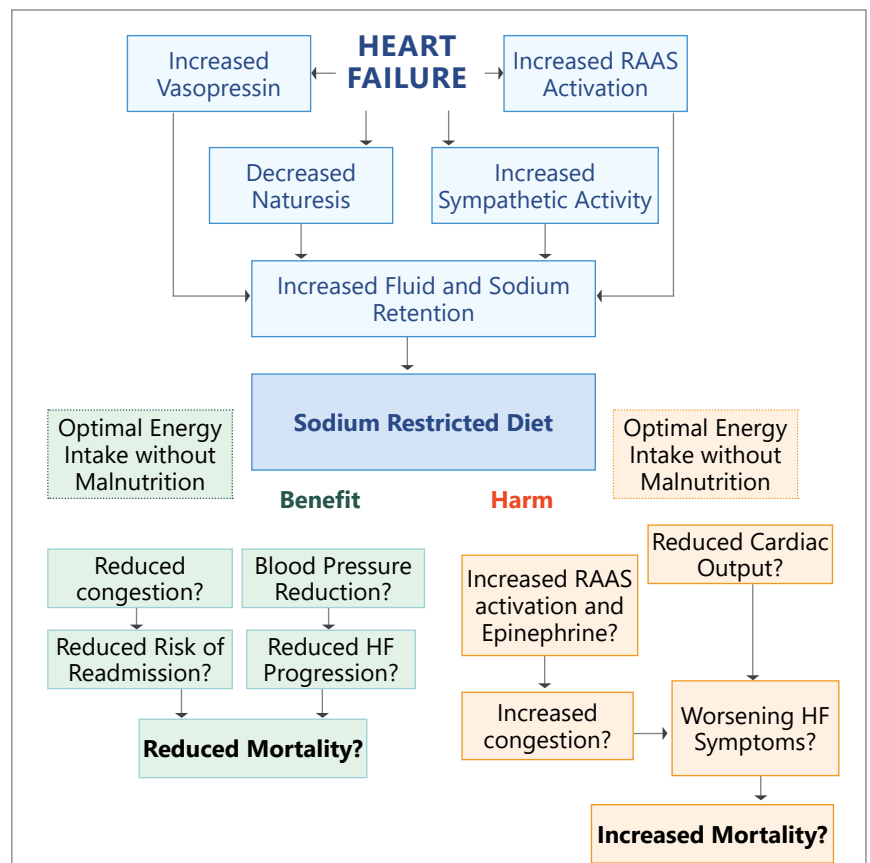 HEART
FAILURE
Increased
Vasopressin
Increased RAAS
Activation
Decreased
Naturesis
Increased
Sympathetic Activity
Increased Fluid and Sodium
Retention
Sodium Restricted Diet
Optimal Energy
Intake without
Malnutrition
Optimal Energy
Intake without
Malnutrition
Benefit
Harm
Reduced
congestion?
Blood Pressure
Reduction?
Reduced Risk of
Readmission?
Reduced HF
Progression?
Reduced Mortality?
Increased RAAS
activation and
Epinephrine?
Reduced Cardiac
Output?
Increased
congestion?
Worsening HF
Symptoms?
Increased Mortality?